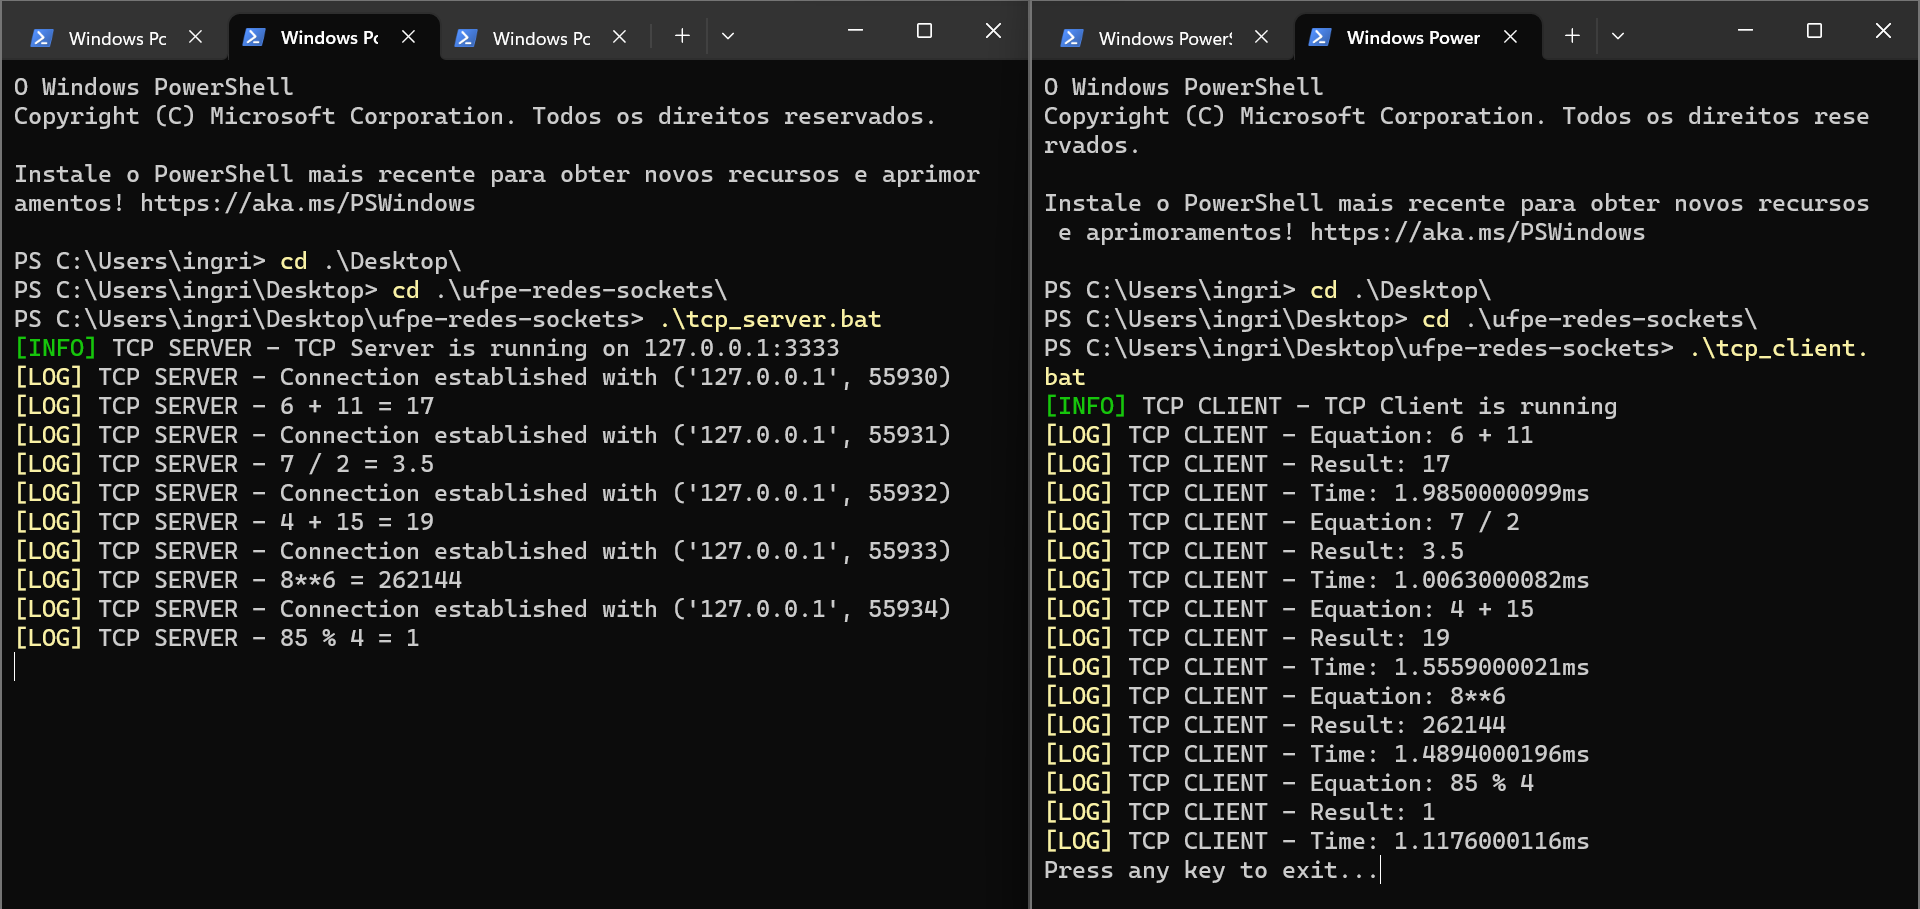 Windows Pc
Windows Pc
Windows Pc
O Windows PowerShell
Copyright (C) Microsoft Corporation. Todos os direitos reservados.
Instale o PowerShell mais recente para obter novos recursos e aprimor
amentos! https://aka.ms/PSWindows
PS C:\Users\ingri> cd .\Desktop\
PS C:\Users\ingri\Desktop> cd .\ufpe-redes-sockets\
PS C:\Users\ingri\Desktop\ufpe-redes-sockets> .\tcp_server.bat
[INFO] TCP SERVER - TCP Server is running on 127.0.0.1:3333
[LOG] TCP SERVER - Connection established with ('127.0.0.1', 55930)
[LOG] TCP SERVER - 6 + 11 = 17
[LOG] TCP SERVER - Connection established with ('127.0.0.1', 55931)
[LOG] TCP SERVER - 7 / 2 = 3.5
[LOG] TCP SERVER - Connection established with ('127.0.0.1', 55932)
[LOG] TCP SERVER - 4 + 15 = 19
[LOG] TCP SERVER - Connection established with ('127.0.0.1', 55933)
[LOG] TCP SERVER - 8**6 = 262144
[LOG] TCP SERVER - Connection established with ('127.0.0.1', 55934)
[LOG] TCP SERVER - 85 % 4 = 1
Windows PowerS
Windows Power
O Windows PowerShell
Copyright (C) Microsoft Corporation. Todos os direitos rese
rvados.
Instale o PowerShell mais recente para obter novos recursos
 e aprimoramentos! https://aka.ms/PSWindows
PS C:\Users\ingri> cd .\Desktop\
PS C:\Users\ingri\Desktop> cd .\ufpe-redes-sockets\
PS C:\Users\ingri\Desktop\ufpe-redes-sockets> .\tcp_client.
bat
[INFO] TCP CLIENT - TCP Client is running
[LOG] TCP CLIENT - Equation: 6 + 11
[LOG] TCP CLIENT - Result: 17
[LOG] TCP CLIENT - Time: 1.9850000099ms
[LOG] TCP CLIENT - Equation: 7 / 2
[LOG] TCP CLIENT - Result: 3.5
[LOG] TCP CLIENT - Time: 1.0063000082ms
[LOG] TCP CLIENT - Equation: 4 + 15
[LOG] TCP CLIENT - Result: 19
[LOG] TCP CLIENT - Time: 1.5559000021ms
[LOG] TCP CLIENT - Equation: 8**6
[LOG] TCP CLIENT - Result: 262144
[LOG] TCP CLIENT - Time: 1.4894000196ms
[LOG] TCP CLIENT - Equation: 85 % 4
[LOG] TCP CLIENT - Result: 1
[LOG] TCP CLIENT - Time: 1.1176000116ms
Press any key to exit...